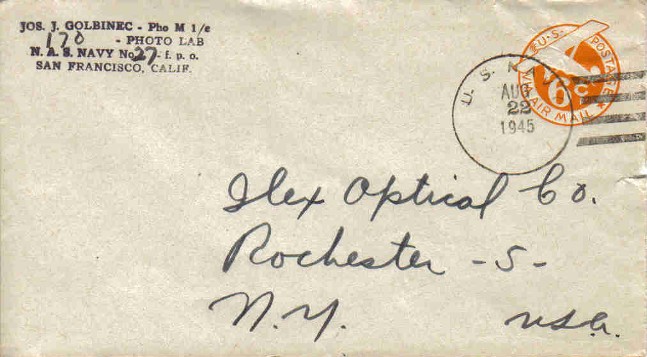 JOS. J. GOLBINEC - Pho M 1/c
170 - PHOTO LAB
N. A. S. NAVY No. 27 - f. p. o.
SAN FRANCISCO, CALIF.
U.S. POSTAGE
6c
AIR MAIL
U. S.
AUG
22
1945
Ilex Optical Co.
Rochester - 5 -
N.Y. USA.